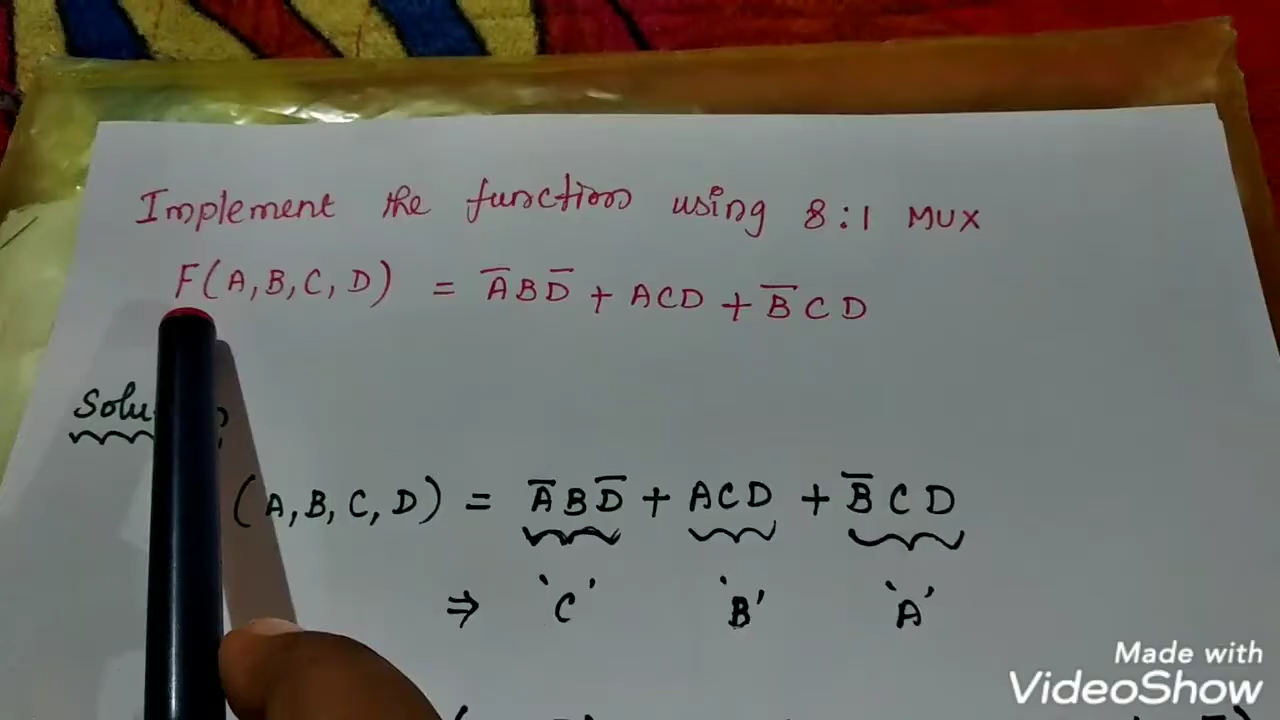 Implement the function using 8:1 MUX
F(A,B,C,D) = A̅BD̅ + ACD + B̅CD
(A,B,C,D) = A̅BD̅ + ACD + B̅CD
⇒ 'C' 'B' 'A'
Made with
VideoShow